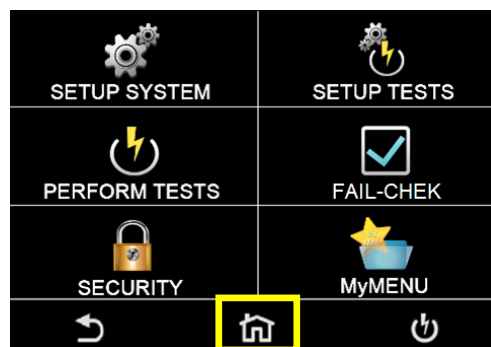 SETUP SYSTEM
SETUP TESTS
PERFORM TESTS
FAIL-CHEK
SECURITY
MyMENU